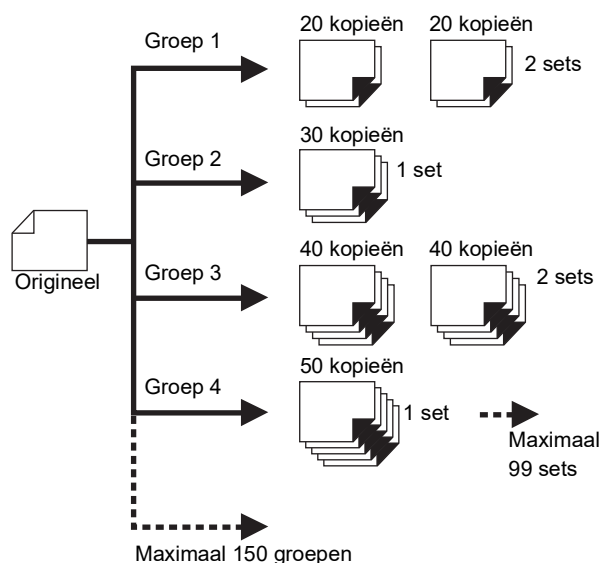 Groep 1
20 kopieën
20 kopieën
2 sets
Groep 2
30 kopieën
1 set
Origineel
Groep 3
40 kopieën
40 kopieën
2 sets
Groep 4
50 kopieën
1 set
Maximaal
99 sets
Maximaal 150 groepen